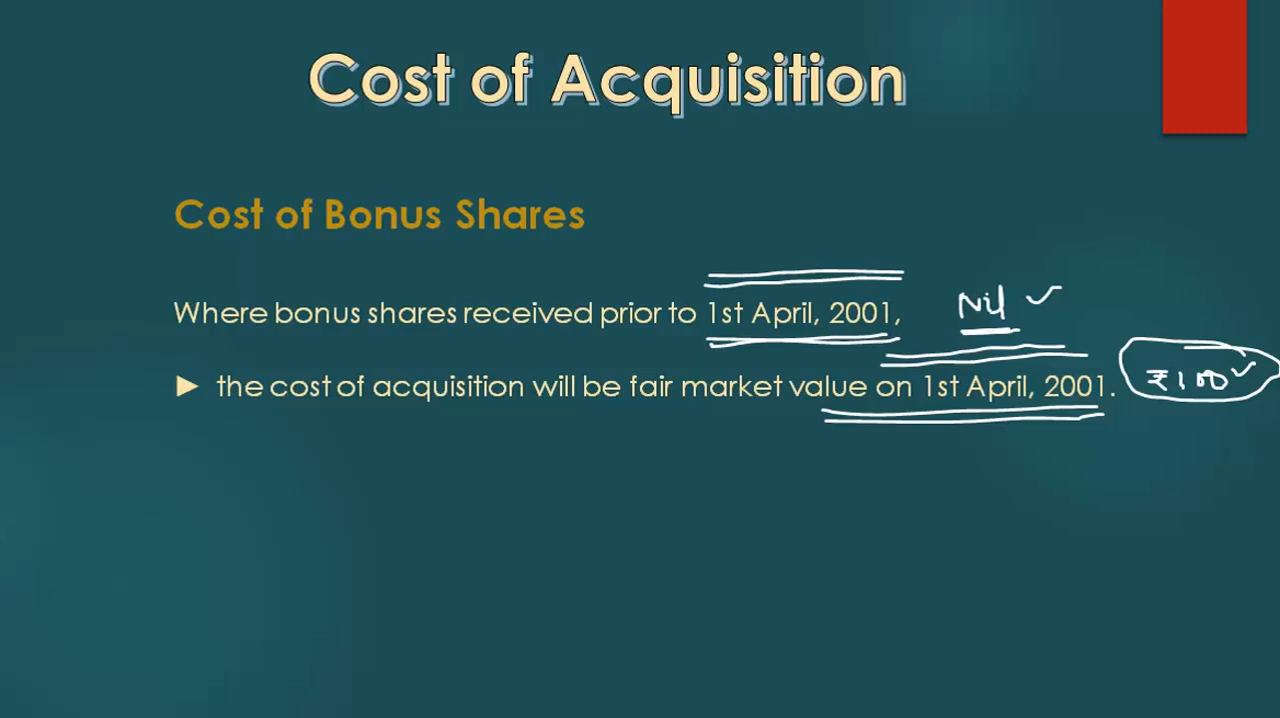 Cost of Acquisition
Cost of Bonus Shares
Where bonus shares received prior to 1st April, 2001, Nil
► the cost of acquisition will be fair market value on 1st April, 2001. ₹100